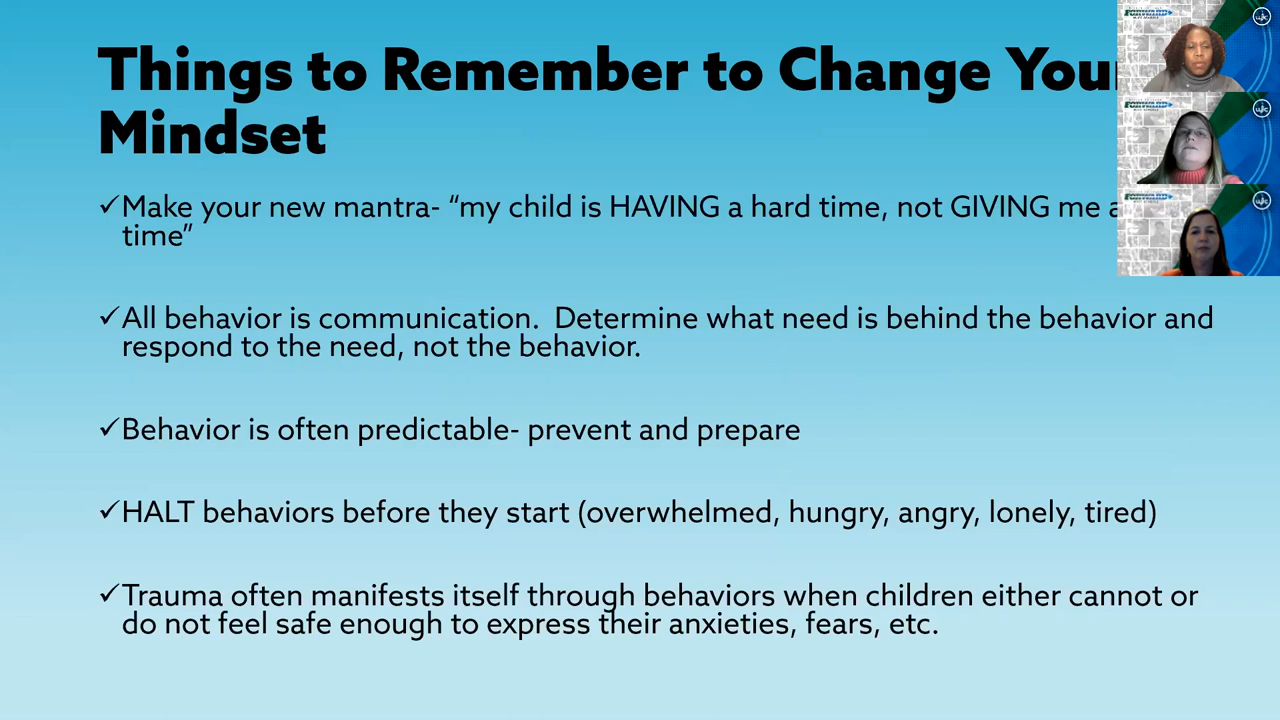 Things to Remember to Change You
Mindset
✓Make your new mantra- “my child is HAVING a hard time, not GIVING me a
time”
✓All behavior is communication.  Determine what need is behind the behavior and
respond to the need, not the behavior.
✓Behavior is often predictable- prevent and prepare
✓HALT behaviors before they start (overwhelmed, hungry, angry, lonely, tired)
✓Trauma often manifests itself through behaviors when children either cannot or
do not feel safe enough to express their anxieties, fears, etc.
FORWARD
FORWARD
FORWARD